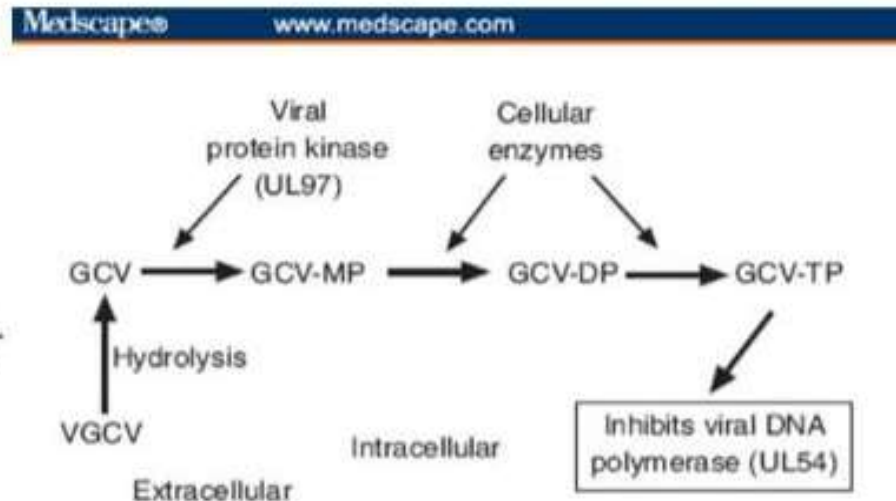 Medscape® www.medscape.com
Viral
protein kinase
(UL97)
Cellular
enzymes
GCV GCV-MP GCV-DP GCV-TP
Hydrolysis
VGCV
Intracellular
Extracellular
Inhibits viral DNA
polymerase (UL54)